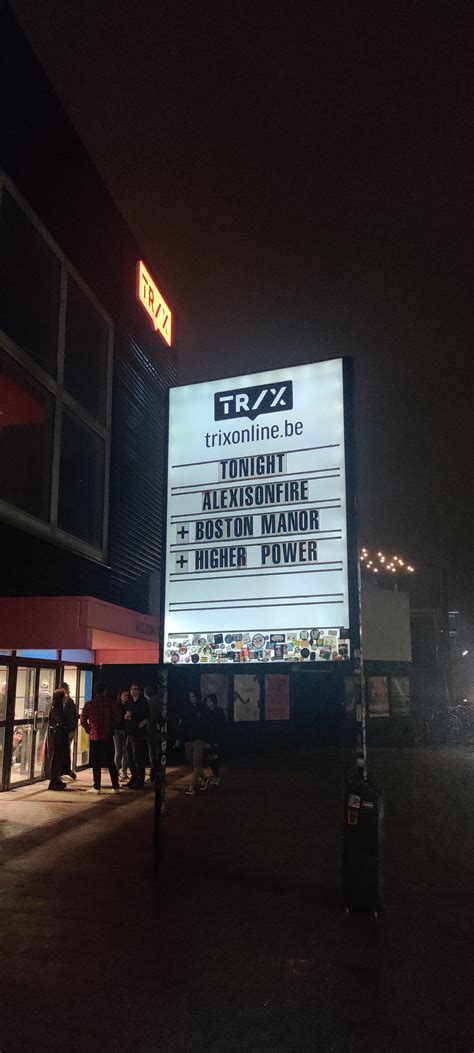 TRIX
TRIX
trixonline.be
TONIGHT
ALEXISONFIRE
+ BOSTON MANOR
+ HIGHER POWER